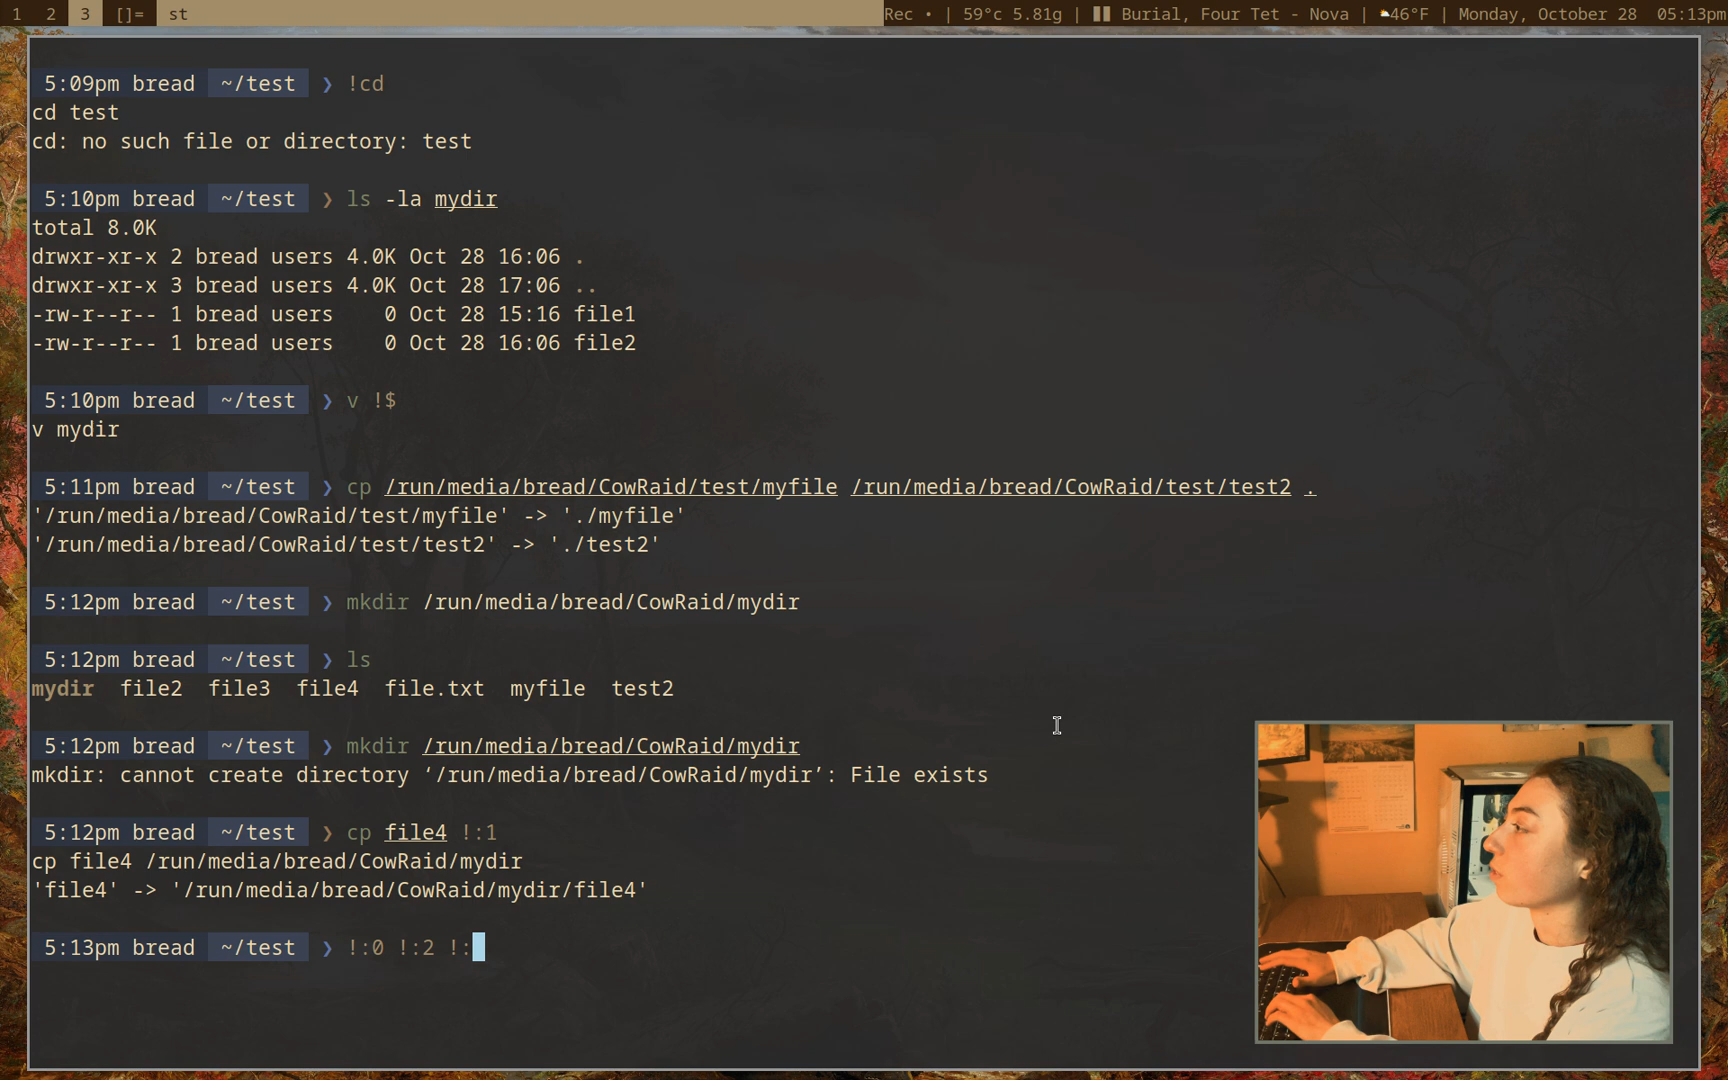 1 2 3 []= st Rec • | 59°c 5.81g | Burial, Four Tet - Nova | 46°F | Monday, October 28 05:13pm
5:09pm bread ~/test ❯ !cd
cd test
cd: no such file or directory: test
5:10pm bread ~/test ❯ ls -la mydir
total 8.0K
drwxr-xr-x 2 bread users 4.0K Oct 28 16:06 .
drwxr-xr-x 3 bread users 4.0K Oct 28 17:06 ..
-rw-r--r-- 1 bread users    0 Oct 28 15:16 file1
-rw-r--r-- 1 bread users    0 Oct 28 16:06 file2
5:10pm bread ~/test ❯ v !$
v mydir
5:11pm bread ~/test ❯ cp /run/media/bread/CowRaid/test/myfile /run/media/bread/CowRaid/test/test2 .
'/run/media/bread/CowRaid/test/myfile' -> './myfile'
'/run/media/bread/CowRaid/test/test2' -> './test2'
5:12pm bread ~/test ❯ mkdir /run/media/bread/CowRaid/mydir
5:12pm bread ~/test ❯ ls
mydir  file2  file3  file4  file.txt  myfile  test2
5:12pm bread ~/test ❯ mkdir /run/media/bread/CowRaid/mydir
mkdir: cannot create directory ‘/run/media/bread/CowRaid/mydir’: File exists
5:12pm bread ~/test ❯ cp file4 !:1
cp file4 /run/media/bread/CowRaid/mydir
'file4' -> '/run/media/bread/CowRaid/mydir/file4'
5:13pm bread ~/test ❯ !:0 !:2 !: